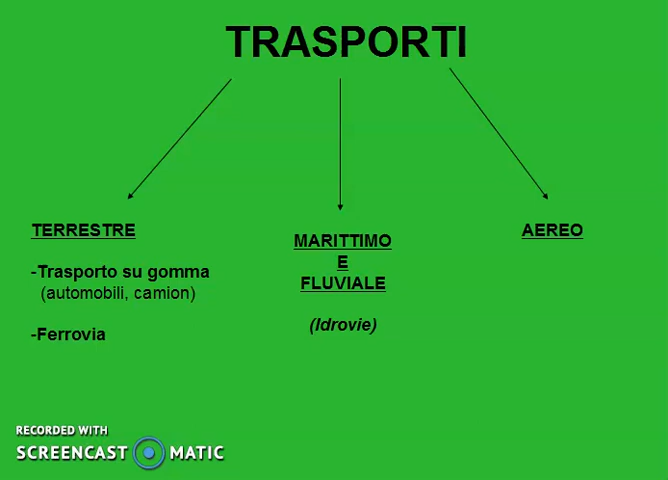 TRASPORTI
TERRESTRE
-Trasporto su gomma
(automobili, camion)
-Ferrovia
MARITTIMO
E
FLUVIALE
(Idrovie)
AEREO
RECORDED WITH
SCREENCAST MATIC